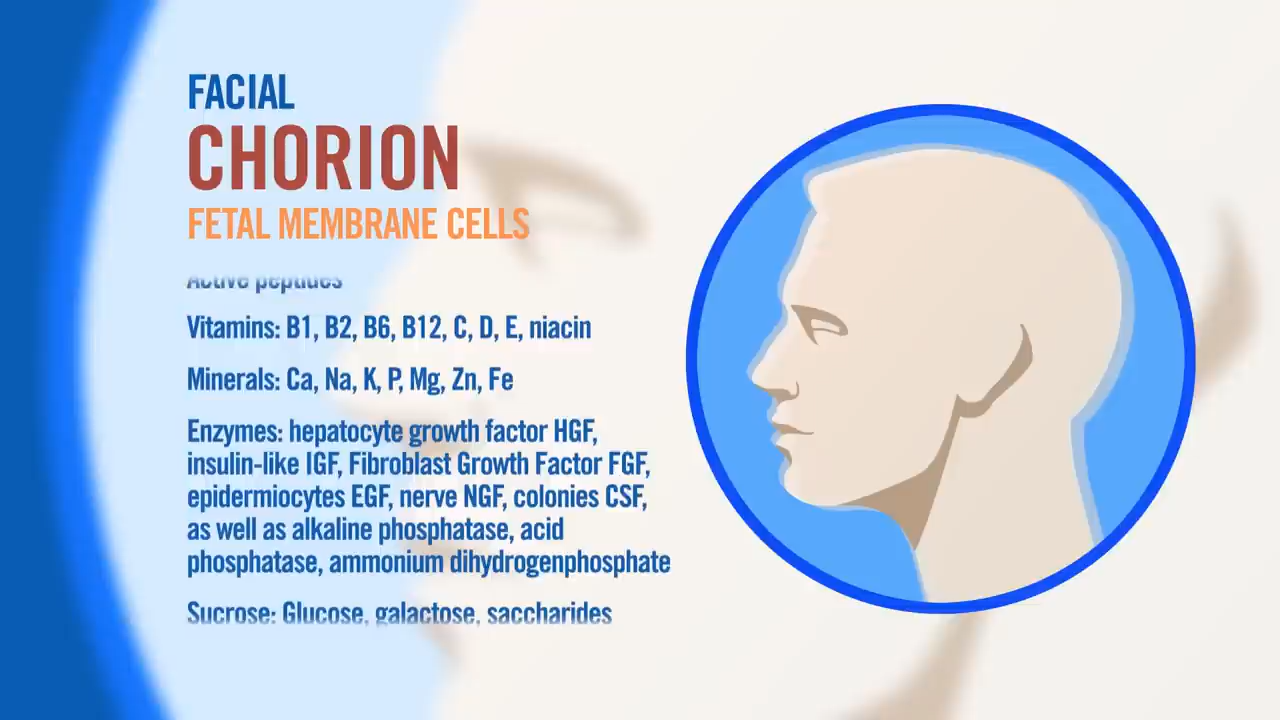 FACIAL
CHORION
FETAL MEMBRANE CELLS
Active peptides
Vitamins: B1, B2, B6, B12, C, D, E, niacin
Minerals: Ca, Na, K, P, Mg, Zn, Fe
Enzymes: hepatocyte growth factor HGF,
insulin-like IGF, Fibroblast Growth Factor FGF,
epidermiocytes EGF, nerve NGF, colonies CSF,
as well as alkaline phosphatase, acid
phosphatase, ammonium dihydrogenphosphate
Sucrose: Glucose, galactose, saccharides